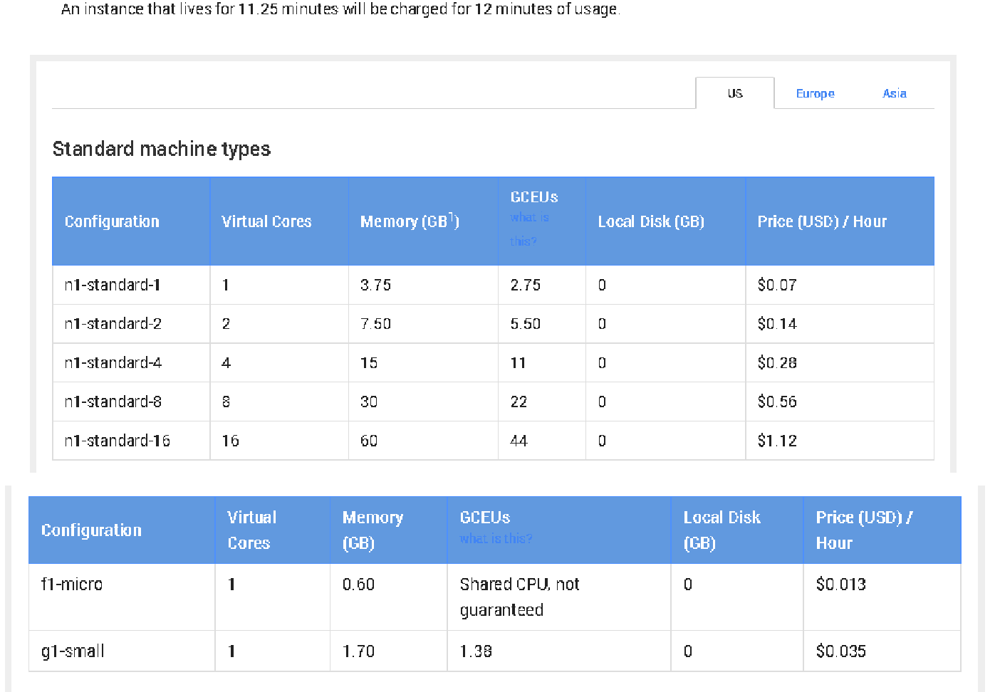 An instance that lives for 11.25 minutes will be charged for 12 minutes of usage.
US Europe Asia
Standard machine types
Configuration Virtual Cores Memory (GB1) GCEUs what is this? Local Disk (GB) Price (USD) / Hour
n1-standard-1 1 3.75 2.75 0 $0.07
n1-standard-2 2 7.50 5.50 0 $0.14
n1-standard-4 4 15 11 0 $0.28
n1-standard-8 8 30 22 0 $0.56
n1-standard-16 16 60 44 0 $1.12
Configuration Virtual Cores Memory (GB) GCEUs what is this? Local Disk (GB) Price (USD) / Hour
f1-micro 1 0.60 Shared CPU, not guaranteed 0 $0.013
g1-small 1 1.70 1.38 0 $0.035